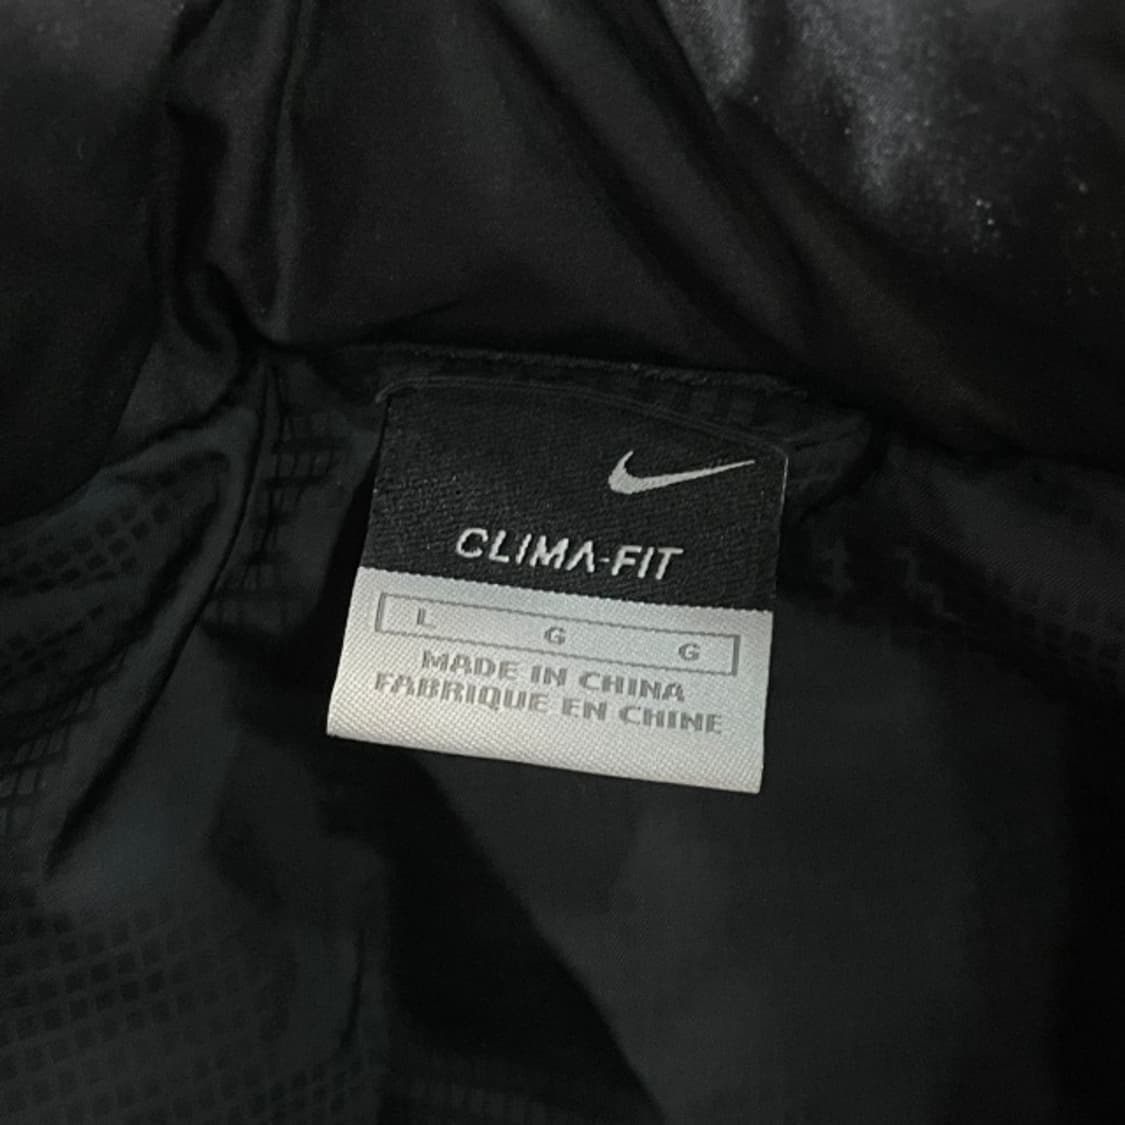 CLIMA-FIT
L G G
MADE IN CHINA
FABRIQUE EN CHINE